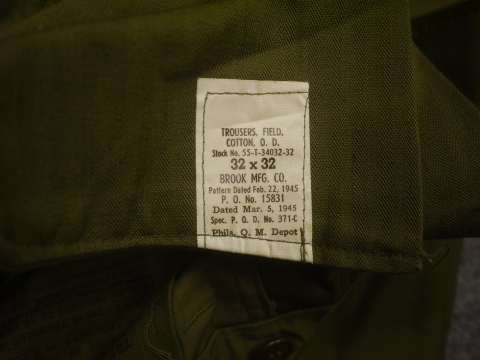 TROUSERS, FIELD,
COTTON, O. D.
Stock No. 55-T-34032-32
32 x 32
BROOK MFG. CO.
Pattern Dated Feb. 22, 1945
P. O. No. 15831
Dated Mar. 5, 1945
Spec. P. Q. D. No. 371-C
Phila. Q. M. Depot